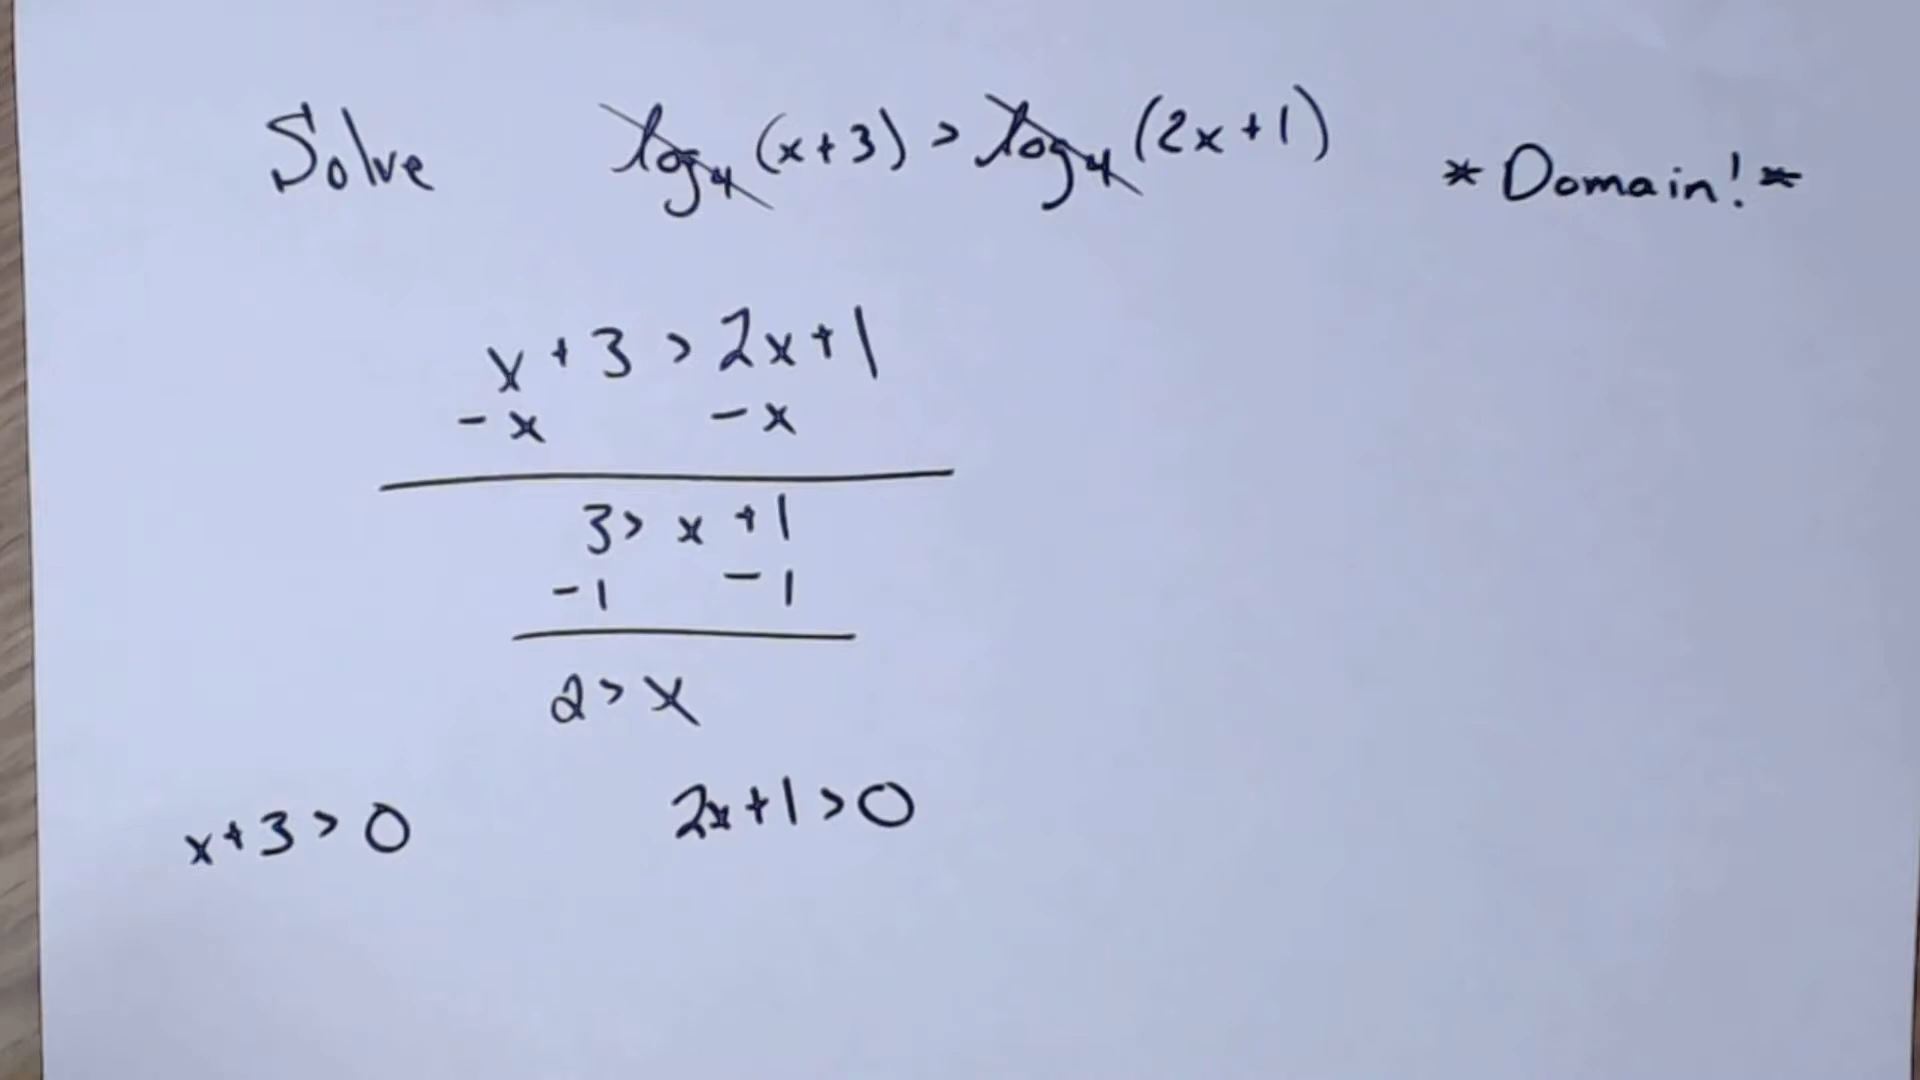 Solve log₄(x+3) > log₄(2x+1) *Domain!*
x+3 > 2x+1
-x -x
3 > x +1
-1 -1
2 > x
x+3 > 0 2x+1 > 0